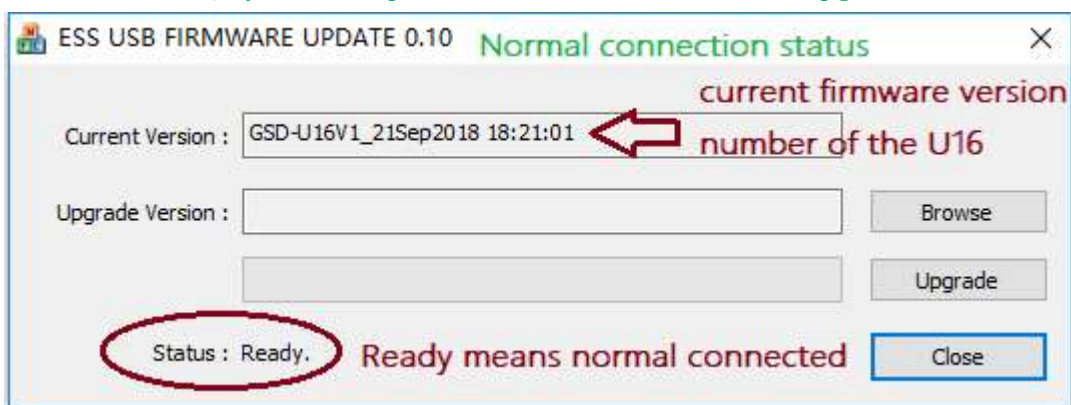 ESS USB FIRMWARE UPDATE 0.10 Normal connection status
current firmware version
Current Version : GSD-U16V1_21Sep2018 18:21:01 number of the U16
Upgrade Version : Browse
Upgrade
Status : Ready. Ready means normal connected Close